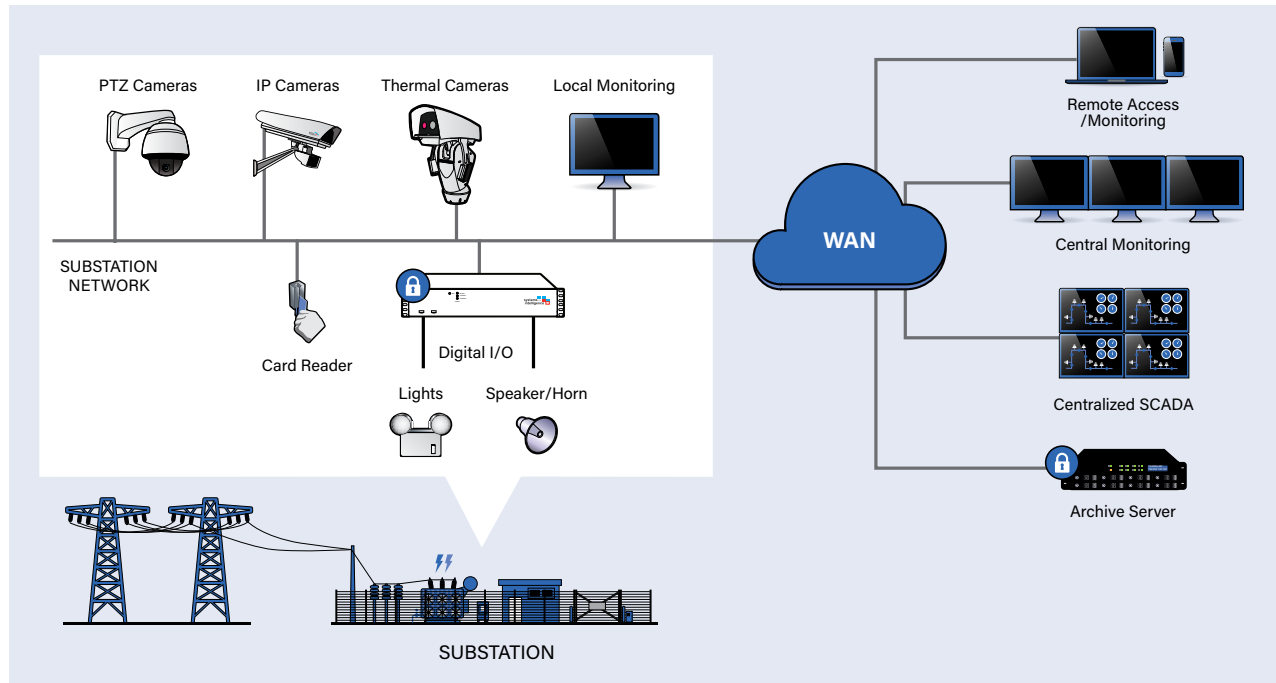 PTZ Cameras
IP Cameras
Thermal Cameras
Local Monitoring
SUBSTATION
NETWORK
Card Reader
Digital I/O
Lights
Speaker/Horn
SUBSTATION
WAN
Remote Access
/Monitoring
Central Monitoring
Centralized SCADA
Archive Server